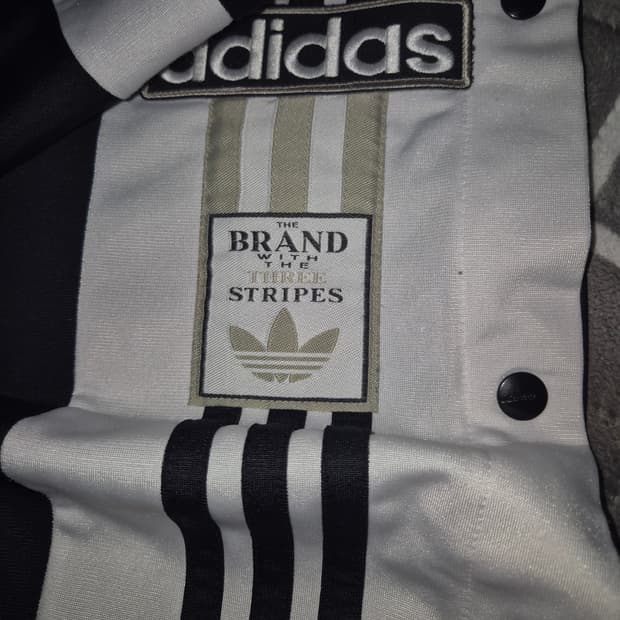 adidas
THE
BRAND
WITH
THE
THREE
STRIPES